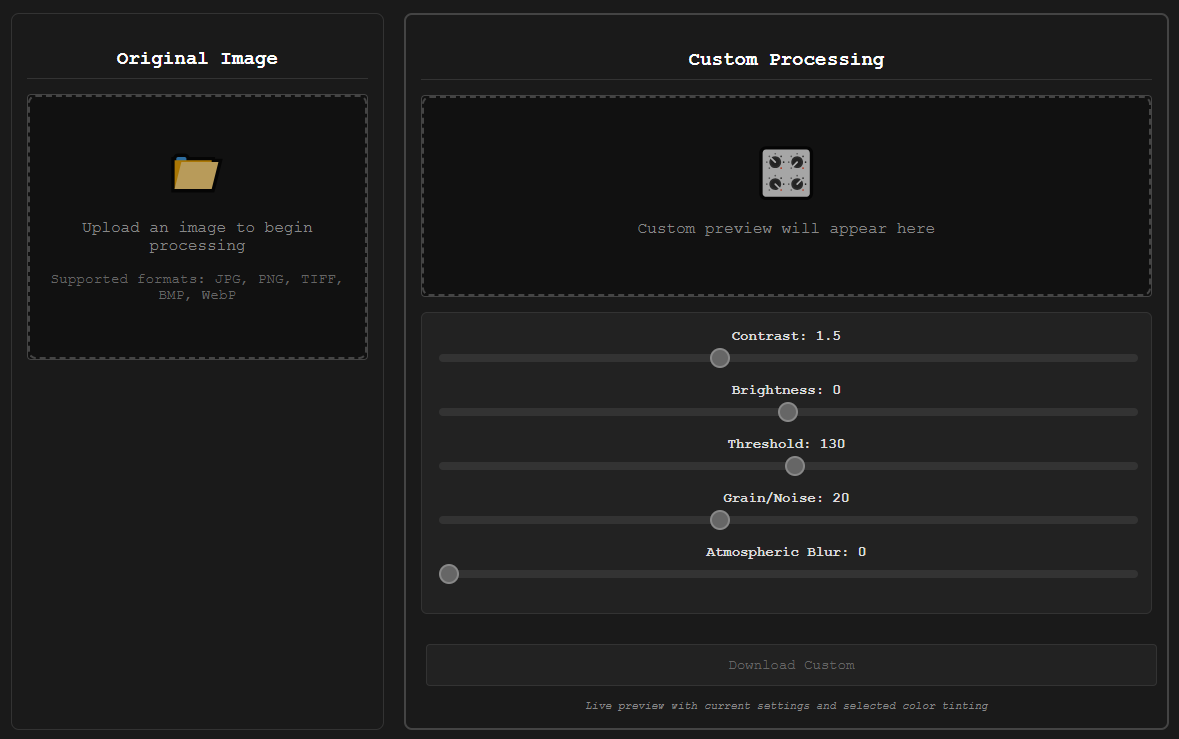 Original Image
Upload an image to begin
processing
Supported formats: JPG, PNG, TIFF,
BMP, WebP
Custom Processing
Custom preview will appear here
Contrast: 1.5
Brightness: 0
Threshold: 130
Grain/Noise: 20
Atmospheric Blur: 0
Download Custom
Live preview with current settings and selected color tinting